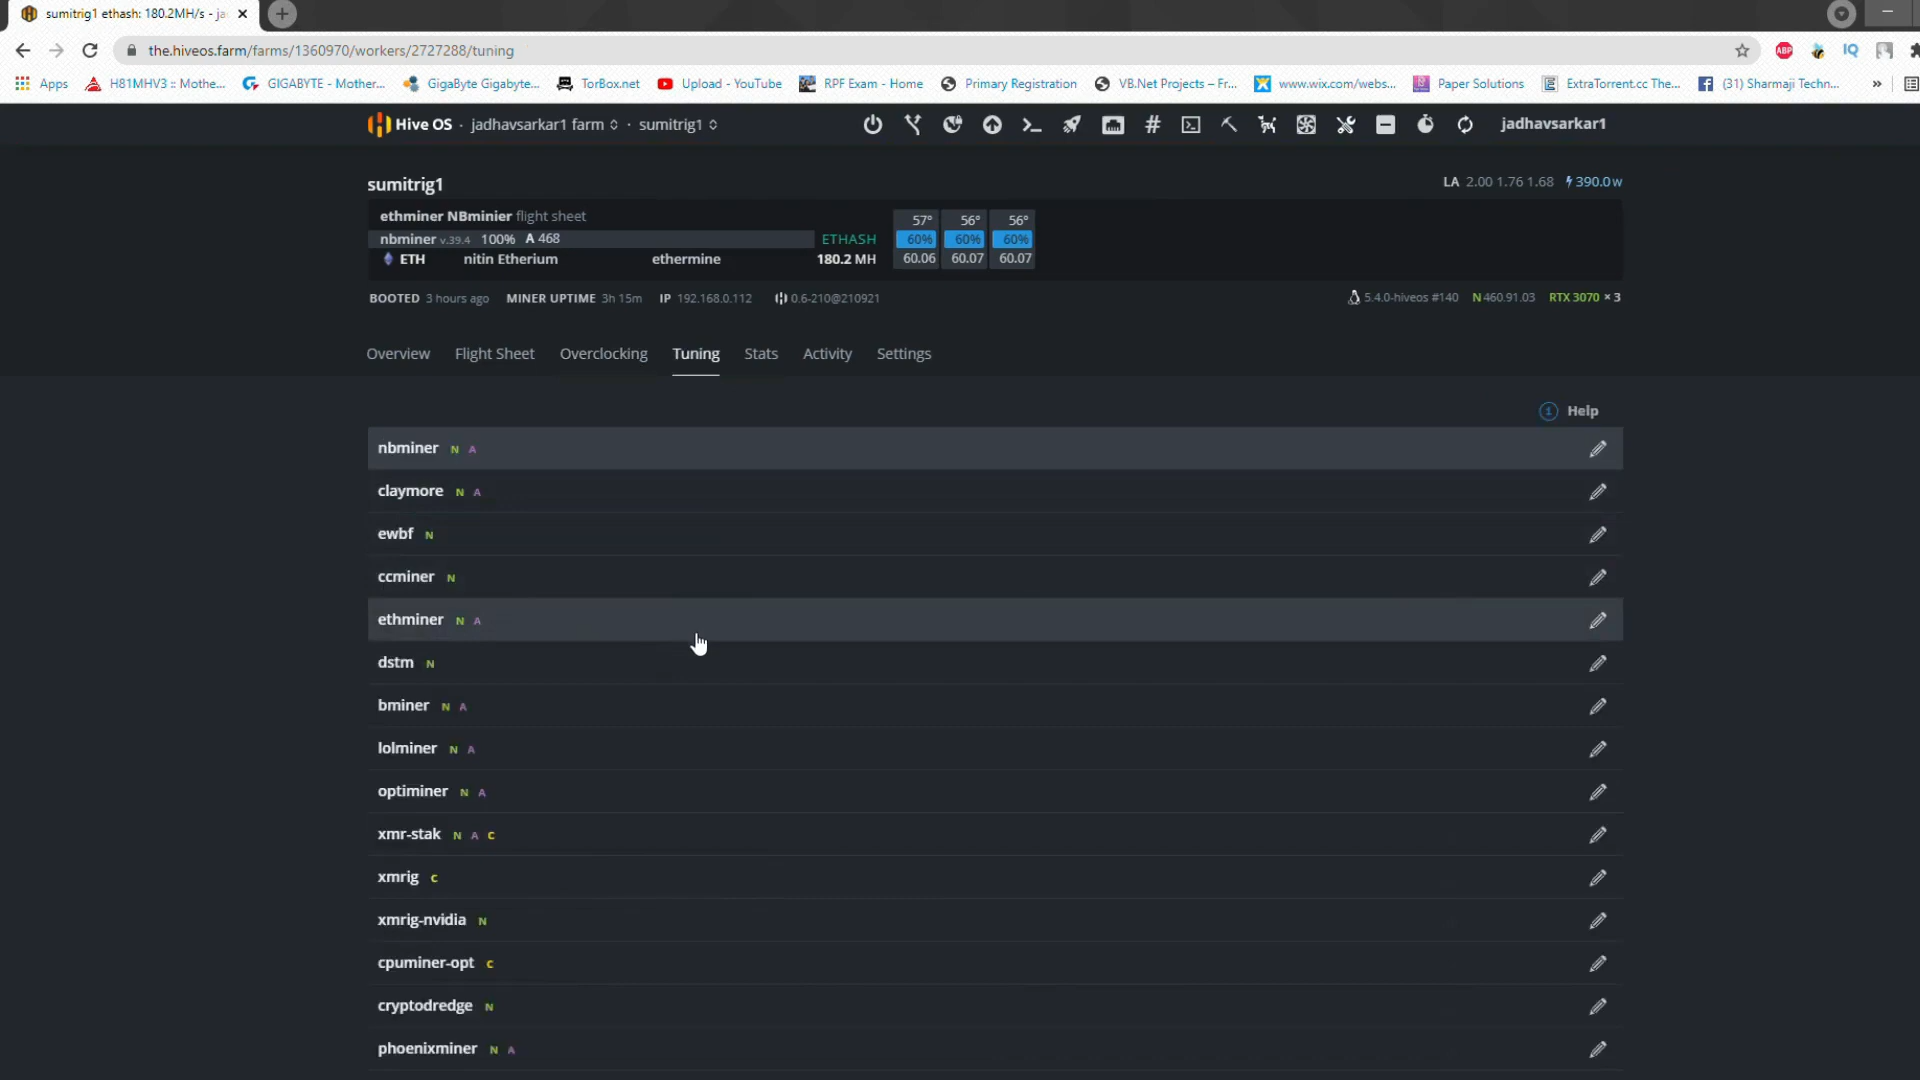 sumitrig1 ethash: 180.2MH/s - ja
the.hiveos.farm/farms/1360970/workers/2727288/tuning
ABP IQ
Apps H81MHV3 :: Mothe... GIGABYTE - Mother... GigaByte Gigabyte... TorBox.net Upload - YouTube RPF Exam - Home Primary Registration VB.Net Projects – Fr... www.wix.com/webs... Paper Solutions ExtraTorrent.cc The... (31) Sharmaji Techn... »
Hive OS · jadhavsarkar1 farm · sumitrig1 jadhavsarkar1
sumitrig1 LA 2.00 1.76 1.68 390.0 w
ethminer NBminier flight sheet 57° 56° 56°
nbminer v.39.4 100% A 468 ETHASH 60% 60% 60%
ETH nitin Etherium ethermine 180.2 MH 60.06 60.07 60.07
BOOTED 3 hours ago MINER UPTIME 3h 15m IP 192.168.0.112 0.6-210@210921 5.4.0-hiveos #140 N 460.91.03 RTX 3070 × 3
Overview Flight Sheet Overclocking Tuning Stats Activity Settings
Help
nbminer N A
claymore N A
ewbf N
ccminer N
ethminer N A
dstm N
bminer N A
lolminer N A
optiminer N A
xmr-stak N A C
xmrig C
xmrig-nvidia N
cpuminer-opt C
cryptodredge N
phoenixminer N A